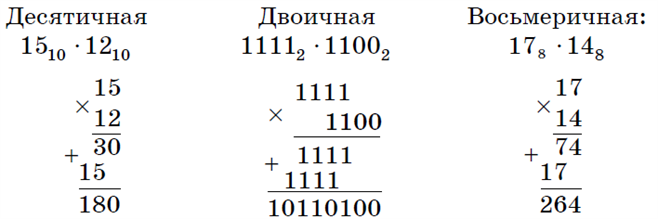 Десятичная Двоичная Восьмеричная:
15₁₀ · 12₁₀ 1111₂ · 1100₂ 17₈ · 14₈
15 1111 17
× × ×
12 1100 14
30 1111 74
+ + +
15 1111 17
180 10110100 264